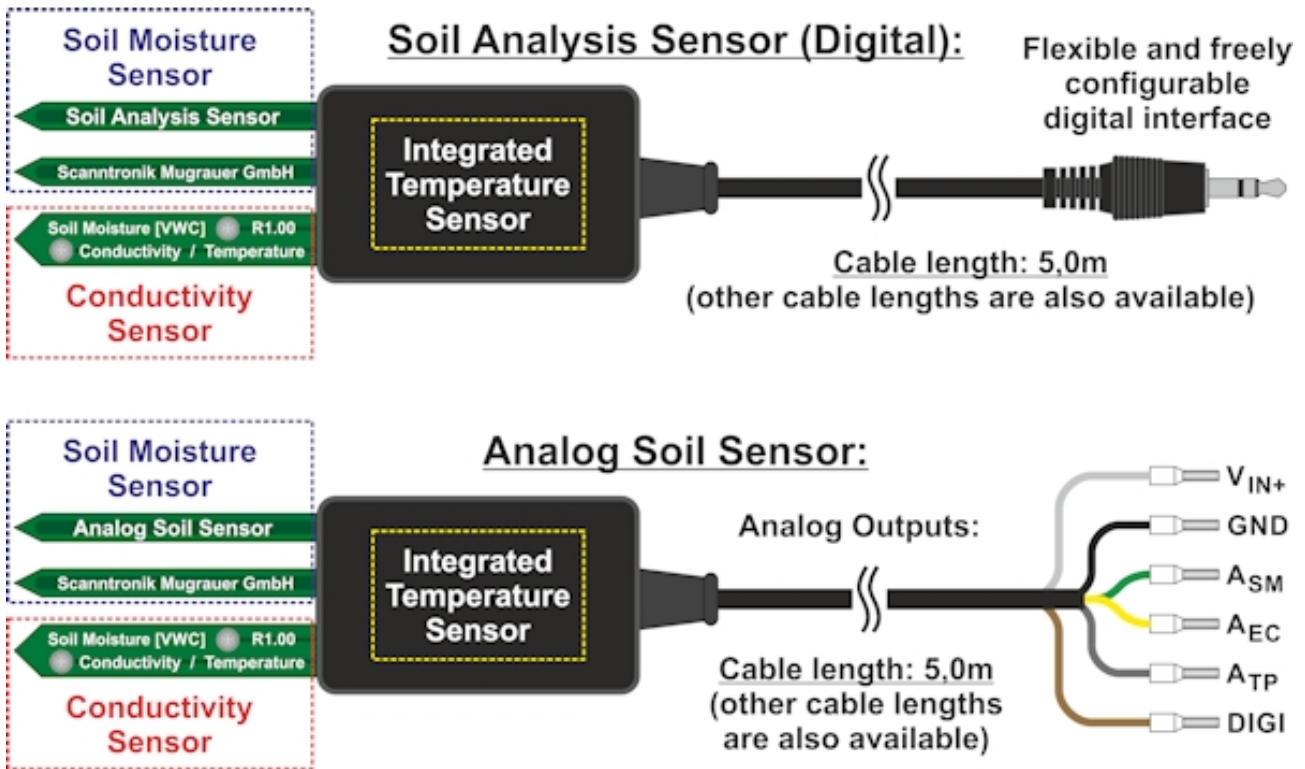 Soil Moisture
Sensor
Soil Analysis Sensor (Digital):
Flexible and freely
configurable
digital interface
Soil Analysis Sensor
Scanntronik Mugrauer GmbH
Integrated
Temperature
Sensor
Soil Moisture [VWC] R1.00
Conductivity / Temperature
Conductivity
Sensor
Cable length: 5,0m
(other cable lengths are also available)
Soil Moisture
Sensor
Analog Soil Sensor:
Analog Soil Sensor
Scanntronik Mugrauer GmbH
Integrated
Temperature
Sensor
Soil Moisture [VWC] R1.00
Conductivity / Temperature
Conductivity
Sensor
Analog Outputs:
Cable length: 5,0m
(other cable lengths
are also available)
VIN+
GND
ASM
AEC
ATP
DIGI